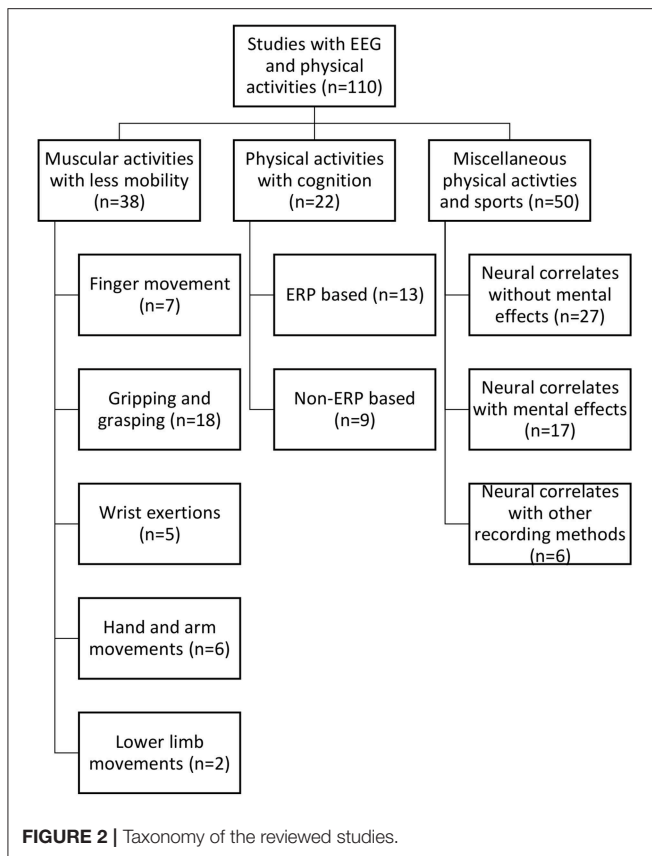 Studies with EEG
and physical
activities (n=110)
Muscular activities
with less mobility
(n=38)
Physical activities
with cognition
(n=22)
Miscellaneous
physical activties
and sports (n=50)
Finger movement
(n=7)
Gripping and
grasping (n=18)
Wrist exertions
(n=5)
Hand and arm
movements (n=6)
Lower limb
movements (n=2)
ERP based (n=13)
Non-ERP based
(n=9)
Neural correlates
without mental
effects (n=27)
Neural correlates
with mental effects
(n=17)
Neural correlates
with other
recording methods
(n=6)
FIGURE 2 | Taxonomy of the reviewed studies.